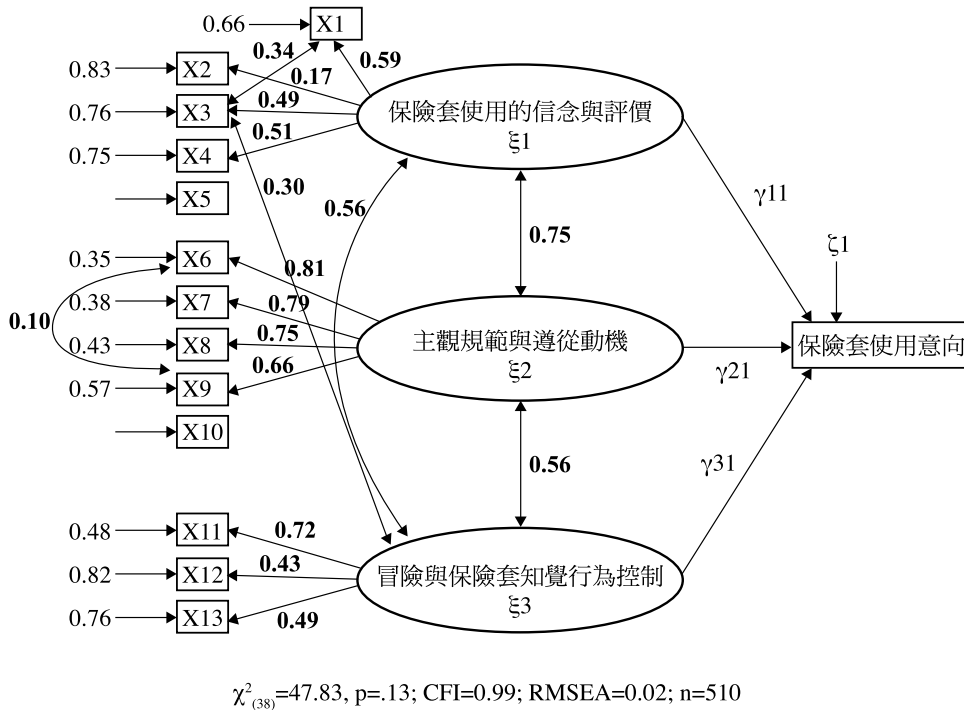 0.66 X1
0.34 0.59
0.83 X2 0.17
0.76 X3 0.49
0.75 X4 0.51
X5
保險套使用的信念與評價
ξ1
0.30 0.56
0.75
γ11
ζ1
0.35 X6 0.81
0.38 X7 0.79
0.10
0.43 X8 0.75
0.57 X9 0.66
X10
主觀規範與遵從動機
ξ2
γ21
保險套使用意向
0.56
γ31
0.48 X11 0.72
0.82 X12 0.43
0.76 X13 0.49
冒險與保險套知覺行為控制
ξ3
χ²₍₃₈₎=47.83, p=.13; CFI=0.99; RMSEA=0.02; n=510